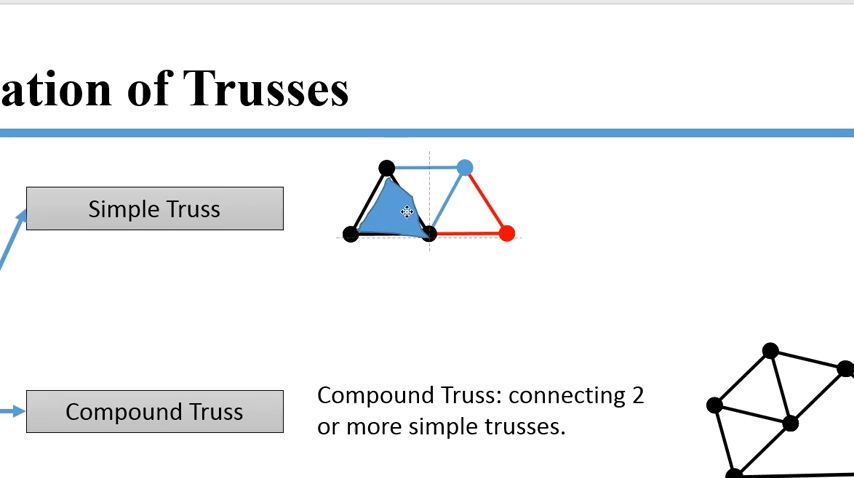 ation of Trusses
Simple Truss
Compound Truss
Compound Truss: connecting 2
or more simple trusses.